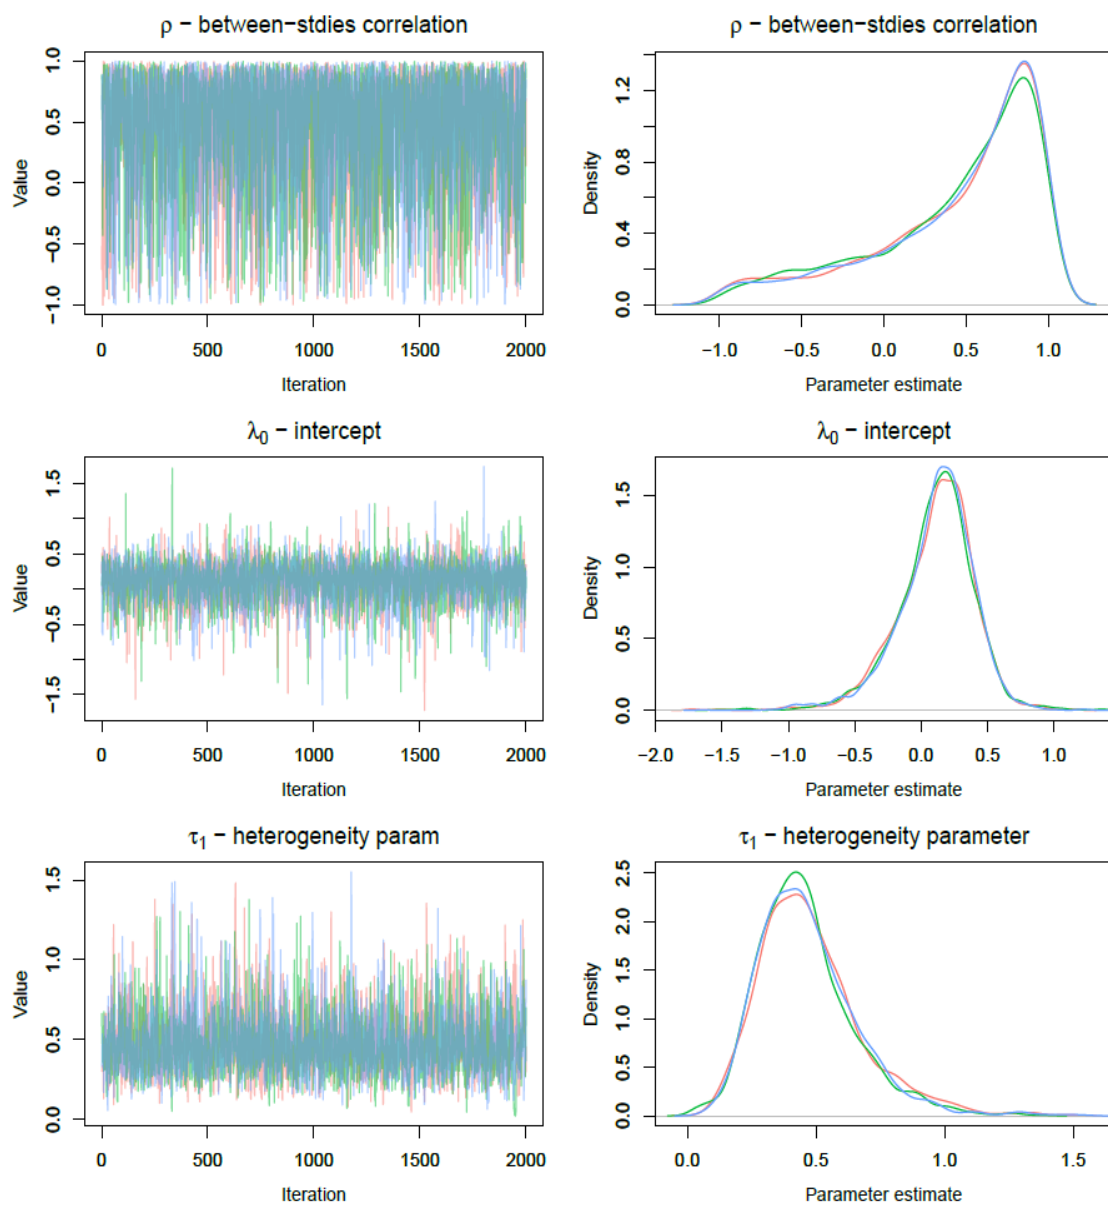 ρ − between−stdies correlation
1.0
0.5
0.0
−0.5
−1.0
Value
0 500 1000 1500 2000
Iteration
ρ − between−stdies correlation
1.2
0.8
0.4
0.0
Density
−1.0 −0.5 0.0 0.5 1.0
Parameter estimate
λ0 − intercept
1.5
0.5
−0.5
−1.5
Value
0 500 1000 1500 2000
Iteration
λ0 − intercept
1.5
1.0
0.5
0.0
Density
−2.0 −1.5 −1.0 −0.5 0.0 0.5 1.0
Parameter estimate
τ1 − heterogeneity param
1.5
1.0
0.5
0.0
Value
0 500 1000 1500 2000
Iteration
τ1 − heterogeneity parameter
2.5
2.0
1.5
1.0
0.5
0.0
Density
0.0 0.5 1.0 1.5
Parameter estimate